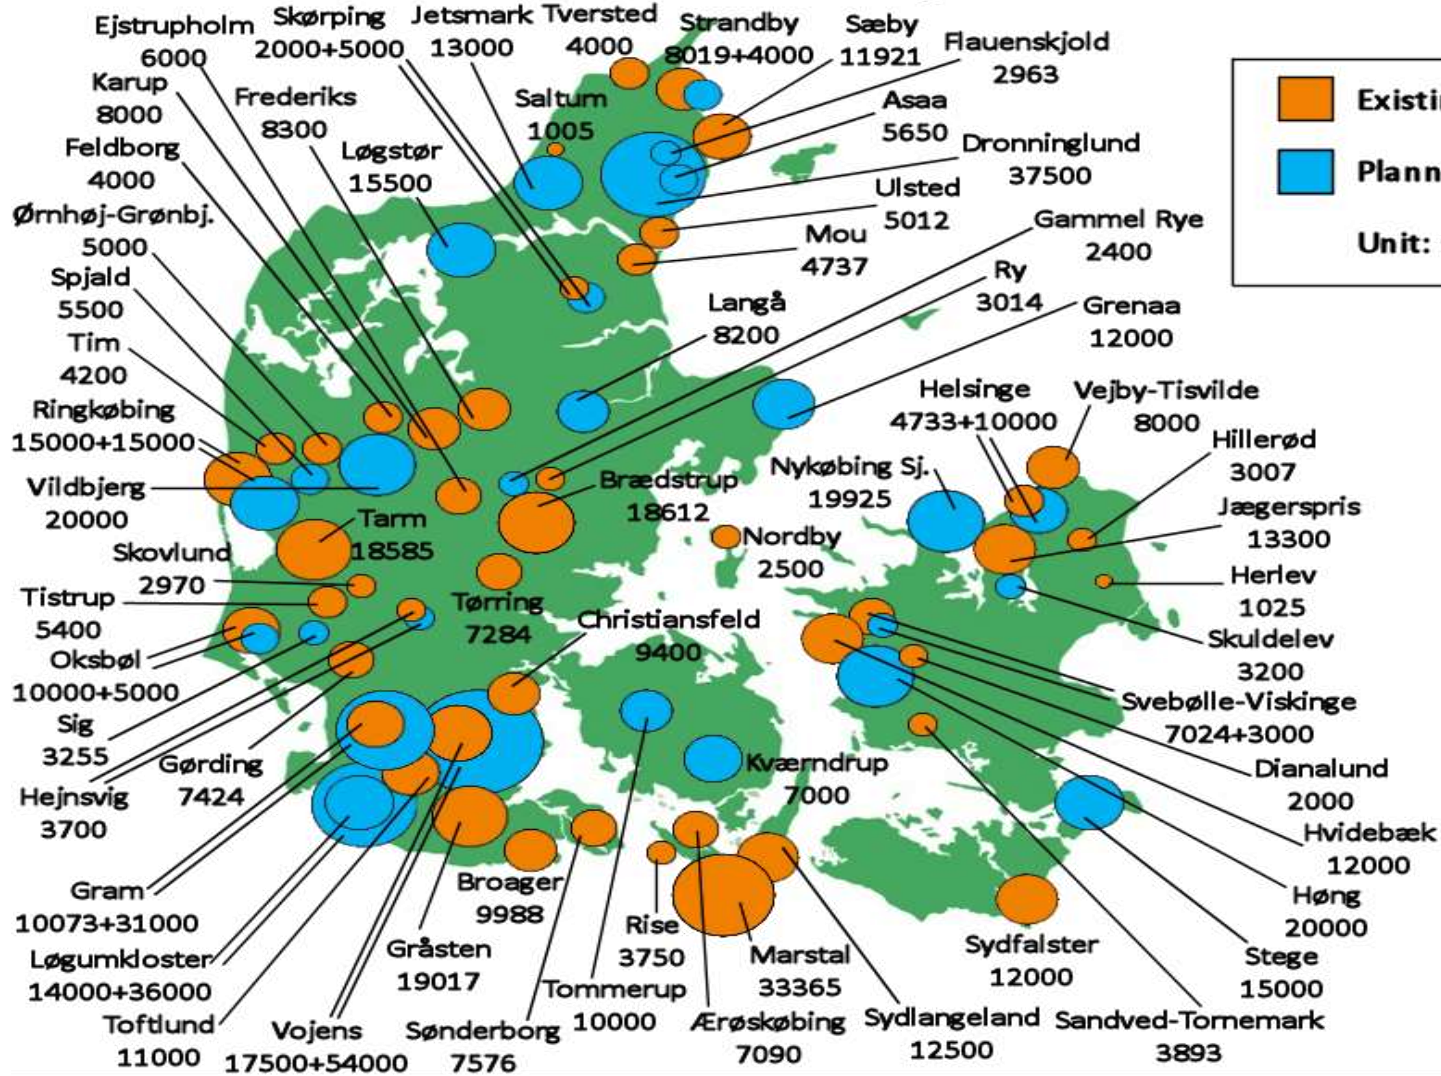 Ejstrupholm
6000
Skørping
2000+5000
Jetsmark
13000
Tversted
4000
Strandby
8019+4000
Sæby
11921
Flauenskjold
2963
Karup
8000
Frederiks
8300
Saltum
1005
Asaa
5650
Feldborg
4000
Løgstør
15500
Dronninglund
37500
Ørnhøj-Grønbj.
5000
Ulsted
5012
Mou
4737
Gammel Rye
2400
Spjald
5500
Ry
3014
Langå
8200
Grenaa
12000
Tim
4200
Ringkøbing
15000+15000
Helsinge
4733+10000
Vejby-Tisvilde
8000
Hillerød
3007
Vildbjerg
20000
Brædstrup
18612
Nykøbing Sj.
19925
Jægerspris
13300
Tarm
18585
Nordby
2500
Skovlund
2970
Herlev
1025
Tistrup
5400
Tørring
7284
Christiansfeld
9400
Skuldelev
3200
Oksbøl
10000+5000
Svebølle-Viskinge
7024+3000
Sig
3255
Gørding
7424
Kværndrup
7000
Dianalund
2000
Hejnsvig
3700
Hvidebæk
12000
Gram
10073+31000
Broager
9988
Høng
20000
Løgumkloster
14000+36000
Gråsten
19017
Rise
3750
Marstal
33365
Sydfalster
12000
Stege
15000
Toftlund
11000
Vojens
17500+54000
Sønderborg
7576
Tommerup
10000
Ærøskøbing
7090
Sydlangeland
12500
Sandved-Tornemark
3893
Existi
Plann
Unit: